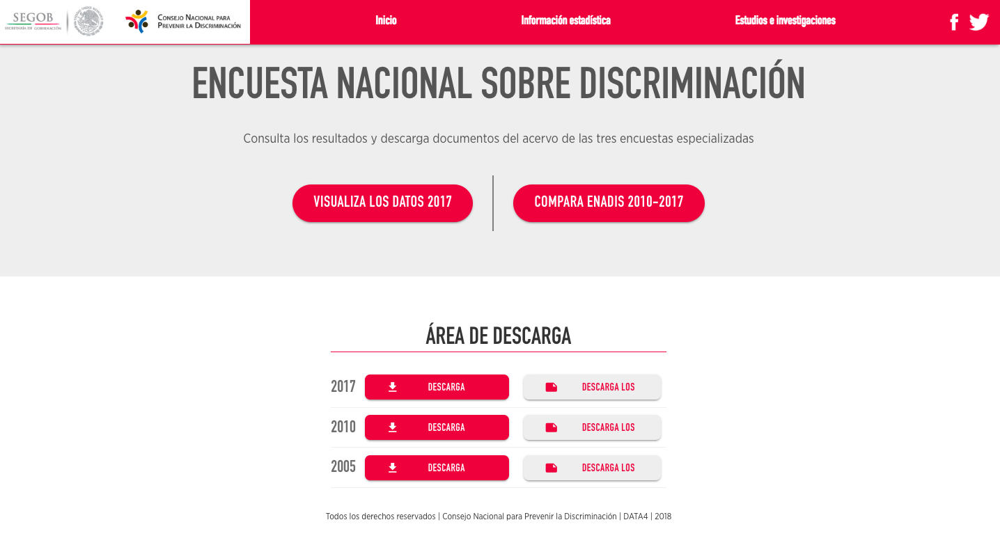 SEGOB
SECRETARÍA DE GOBERNACIÓN
CONSEJO NACIONAL PARA
PREVENIR LA DISCRIMINACIÓN
Inicio
Información estadística
Estudios e investigaciones
ENCUESTA NACIONAL SOBRE DISCRIMINACIÓN
Consulta los resultados y descarga documentos del acervo de las tres encuestas especializadas
VISUALIZA LOS DATOS 2017
COMPARA ENADIS 2010-2017
ÁREA DE DESCARGA
2017 DESCARGA DESCARGA LOS
2010 DESCARGA DESCARGA LOS
2005 DESCARGA DESCARGA LOS
Todos los derechos reservados | Consejo Nacional para Prevenir la Discriminación | DATA4 | 2018